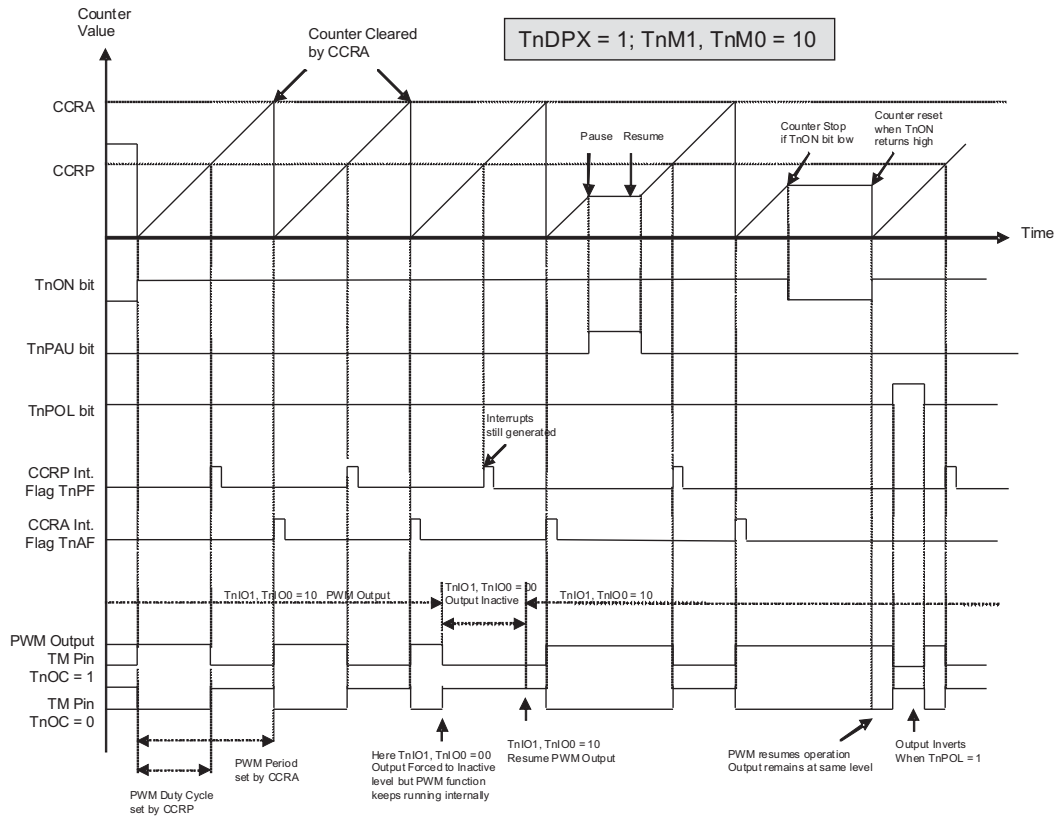 Counter
Value
TnDPX = 1; TnM1, TnM0 = 10
Counter Cleared
by CCRA
CCRA
CCRP
Pause
Resume
Counter Stop
if TnON bit low
Counter reset
when TnON
returns high
Time
TnON bit
TnPAU bit
TnPOL bit
Interrupts
still generated
CCRP Int.
Flag TnPF
CCRA Int.
Flag TnAF
TnIO1, TnIO0 = 10 PWM Output
TnIO1, TnIO0 = 00
Output Inactive
TnIO1, TnIO0 = 10
PWM Output
TM Pin
TnOC = 1
TM Pin
TnOC = 0
PWM Period
set by CCRA
PWM Duty Cycle
set by CCRP
Here TnIO1, TnIO0 = 00
Output Forced to Inactive
level but PWM function
keeps running internally
TnIO1, TnIO0 = 10
Resume PWM Output
PWM resumes operation
Output remains at same level
Output Inverts
When TnPOL = 1